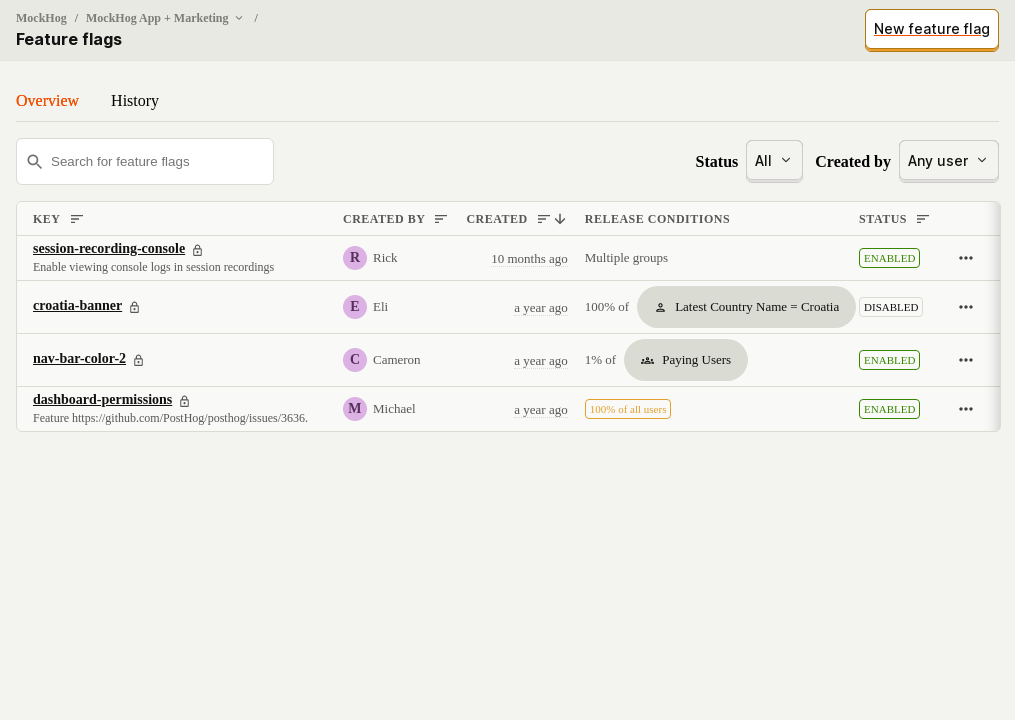 MockHog / MockHog App + Marketing /
Feature flags
New feature flag
Overview History
Search for feature flags
Status All Created by Any user
KEY CREATED BY CREATED RELEASE CONDITIONS STATUS
session-recording-console
Enable viewing console logs in session recordings
R Rick 10 months ago Multiple groups ENABLED
croatia-banner E Eli a year ago 100% of Latest Country Name = Croatia DISABLED
nav-bar-color-2 C Cameron a year ago 1% of Paying Users ENABLED
dashboard-permissions
Feature https://github.com/PostHog/posthog/issues/3636.
M Michael a year ago 100% of all users ENABLED